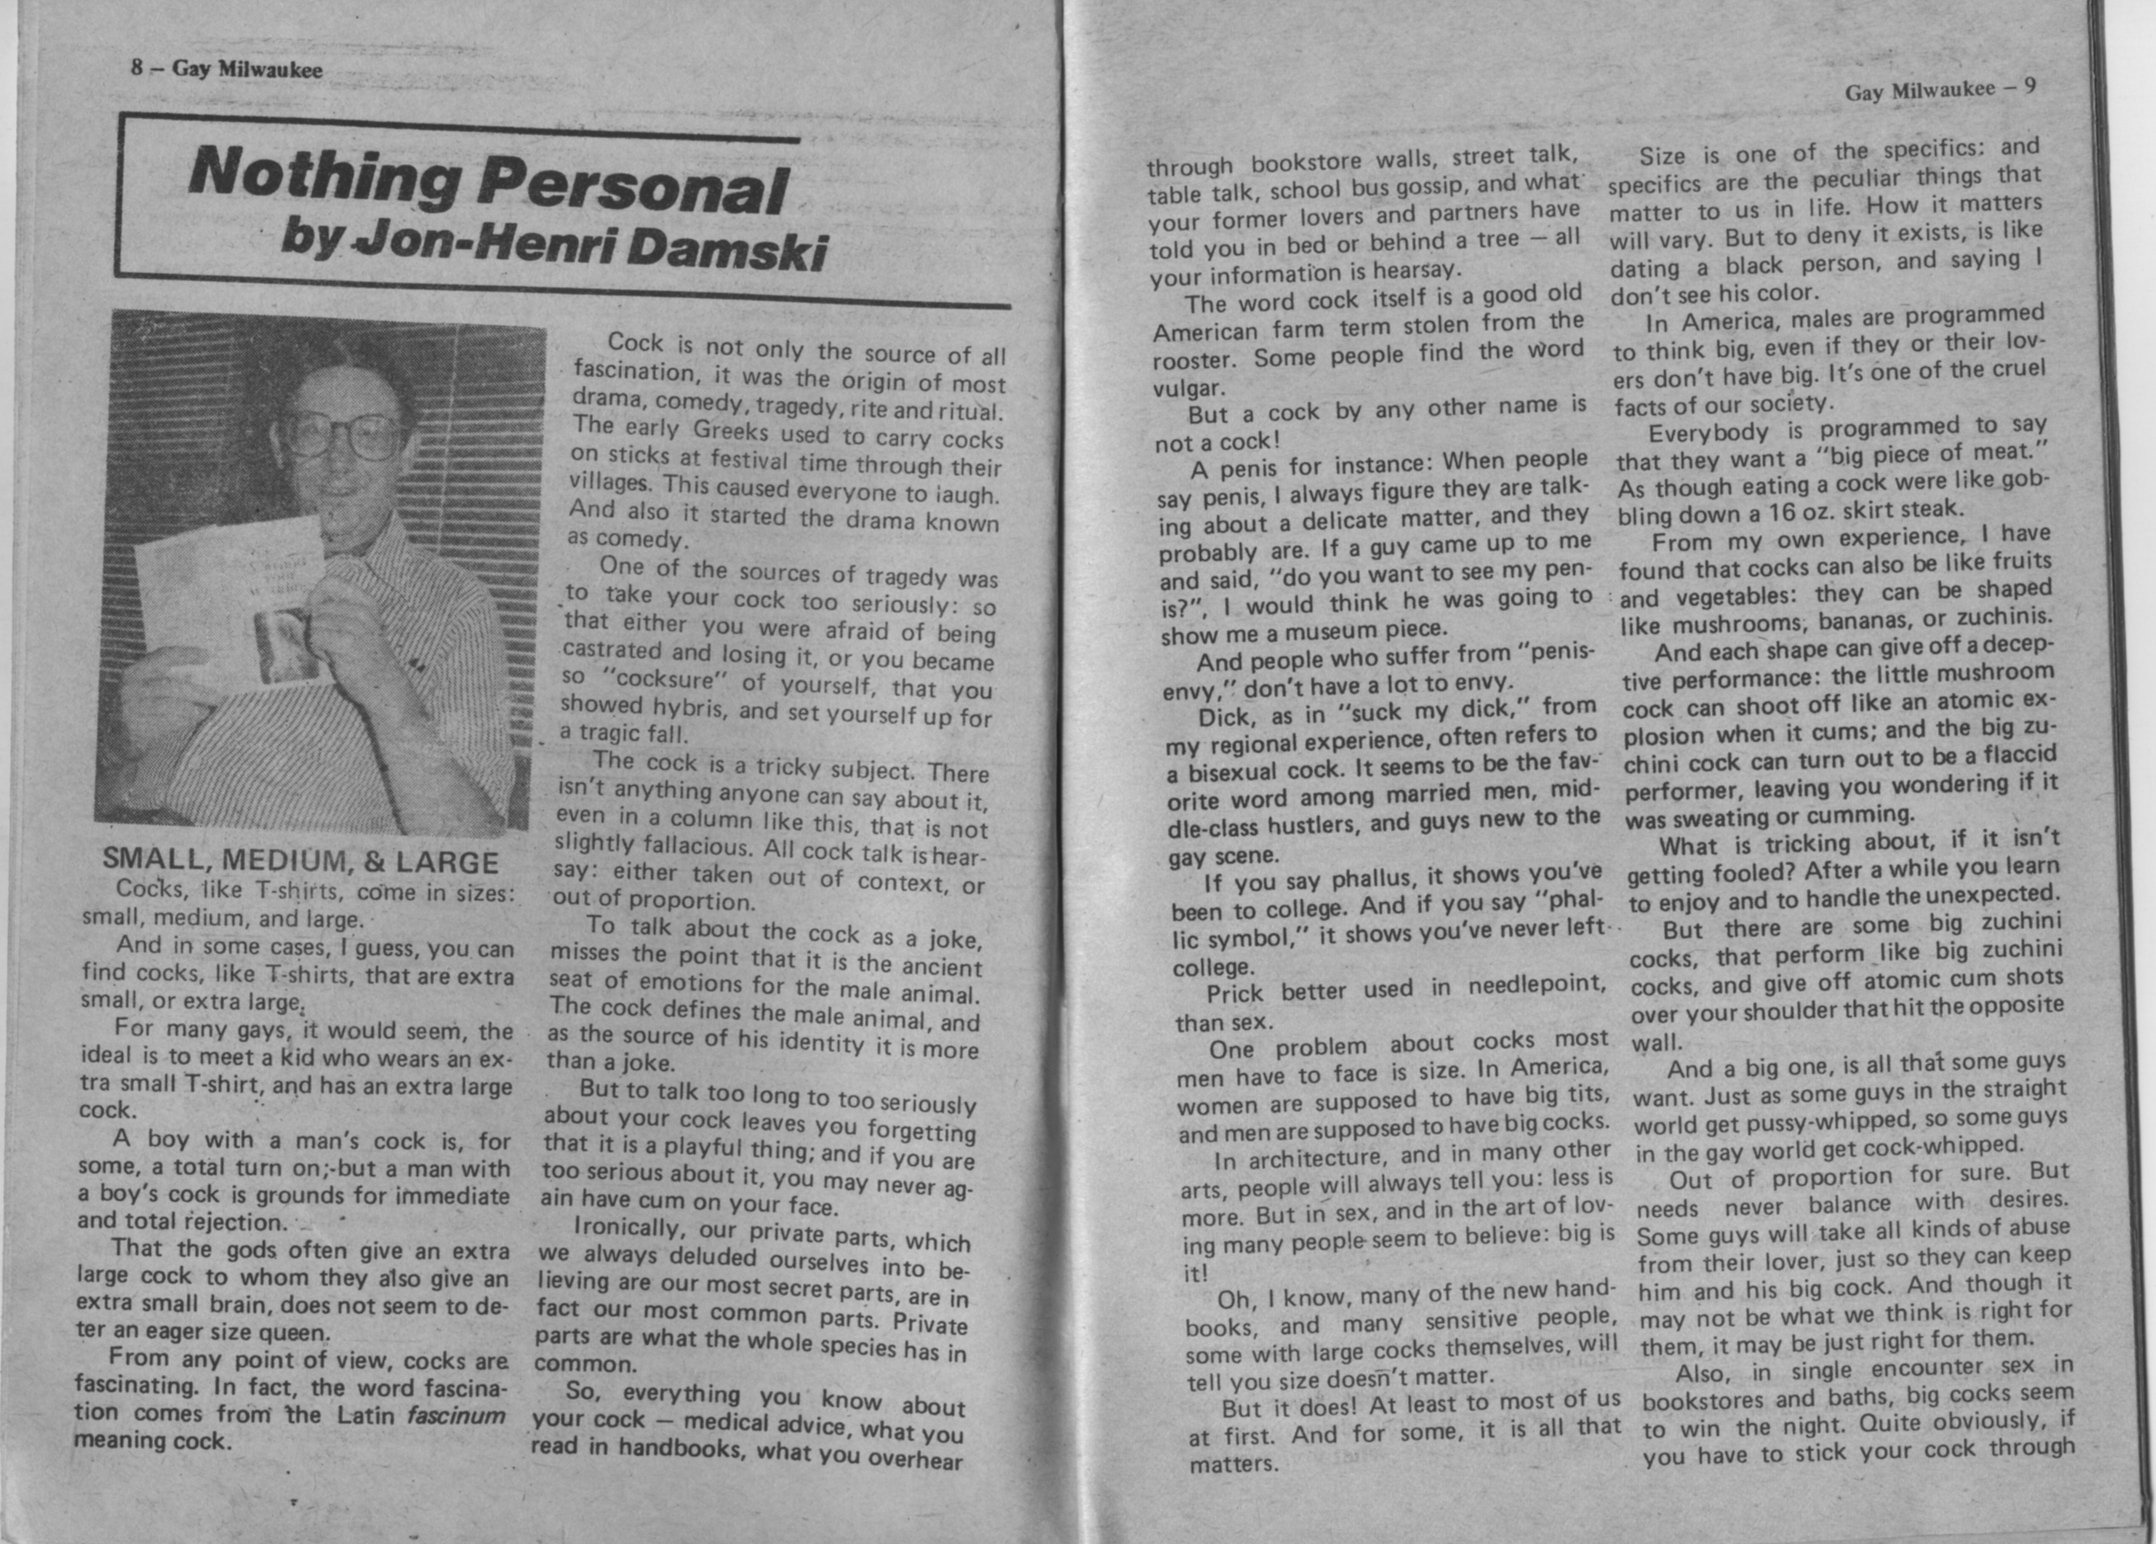 8 – Gay Milwaukee
Nothing Personal
by Jon-Henri Damski
SMALL, MEDIUM, & LARGE
Cocks, like T-shirts, come in sizes:
small, medium, and large.
And in some cases, I guess, you can
find cocks, like T-shirts, that are extra
small, or extra large.
For many gays, it would seem, the
ideal is to meet a kid who wears an ex-
tra small T-shirt, and has an extra large
cock.
A boy with a man's cock is, for
some, a total turn on; but a man with
a boy's cock is grounds for immediate
and total rejection.
That the gods often give an extra
large cock to whom they also give an
extra small brain, does not seem to de-
ter an eager size queen.
From any point of view, cocks are
fascinating. In fact, the word fascina-
tion comes from the Latin fascinum
meaning cock.
Cock is not only the source of all
fascination, it was the origin of most
drama, comedy, tragedy, rite and ritual.
The early Greeks used to carry cocks
on sticks at festival time through their
villages. This caused everyone to laugh.
And also it started the drama known
as comedy.
One of the sources of tragedy was
to take your cock too seriously: so
that either you were afraid of being
castrated and losing it, or you became
so "cocksure" of yourself, that you
showed hybris, and set yourself up for
a tragic fall.
The cock is a tricky subject. There
isn't anything anyone can say about it,
even in a column like this, that is not
slightly fallacious. All cock talk is hear-
say: either taken out of context, or
out of proportion.
To talk about the cock as a joke,
misses the point that it is the ancient
seat of emotions for the male animal.
The cock defines the male animal, and
as the source of his identity it is more
than a joke.
But to talk too long to too seriously
about your cock leaves you forgetting
that it is a playful thing; and if you are
too serious about it, you may never ag-
ain have cum on your face.
Ironically, our private parts, which
we always deluded ourselves into be-
lieving are our most secret parts, are in
fact our most common parts. Private
parts are what the whole species has in
common.
So, everything you know about
your cock — medical advice, what you
read in handbooks, what you overhear
Gay Milwaukee – 9
through bookstore walls, street talk,
table talk, school bus gossip, and what
your former lovers and partners have
told you in bed or behind a tree — all
your information is hearsay.
The word cock itself is a good old
American farm term stolen from the
rooster. Some people find the word
vulgar.
But a cock by any other name is
not a cock!
A penis for instance: When people
say penis, I always figure they are talk-
ing about a delicate matter, and they
probably are. If a guy came up to me
and said, "do you want to see my pen-
is?", I would think he was going to
show me a museum piece.
And people who suffer from "penis-
envy," don't have a lot to envy.
Dick, as in "suck my dick," from
my regional experience, often refers to
a bisexual cock. It seems to be the fav-
orite word among married men, mid-
dle-class hustlers, and guys new to the
gay scene.
If you say phallus, it shows you've
been to college. And if you say "phal-
lic symbol," it shows you've never left
college.
Prick better used in needlepoint,
than sex.
One problem about cocks most
men have to face is size. In America,
women are supposed to have big tits,
and men are supposed to have big cocks.
In architecture, and in many other
arts, people will always tell you: less is
more. But in sex, and in the art of lov-
ing many people seem to believe: big is
it!
Oh, I know, many of the new hand-
books, and many sensitive people,
some with large cocks themselves, will
tell you size doesn't matter.
But it does! At least to most of us
at first. And for some, it is all that
matters.
Size is one of the specifics: and
specifics are the peculiar things that
matter to us in life. How it matters
will vary. But to deny it exists, is like
dating a black person, and saying I
don't see his color.
In America, males are programmed
to think big, even if they or their lov-
ers don't have big. It's one of the cruel
facts of our society.
Everybody is programmed to say
that they want a "big piece of meat."
As though eating a cock were like gob-
bling down a 16 oz. skirt steak.
From my own experience, I have
found that cocks can also be like fruits
and vegetables: they can be shaped
like mushrooms, bananas, or zuchinis.
And each shape can give off a decep-
tive performance: the little mushroom
cock can shoot off like an atomic ex-
plosion when it cums; and the big zu-
chini cock can turn out to be a flaccid
performer, leaving you wondering if it
was sweating or cumming.
What is tricking about, if it isn't
getting fooled? After a while you learn
to enjoy and to handle the unexpected.
But there are some big zuchini
cocks, that perform like big zuchini
cocks, and give off atomic cum shots
over your shoulder that hit the opposite
wall.
And a big one, is all that some guys
want. Just as some guys in the straight
world get pussy-whipped, so some guys
in the gay world get cock-whipped.
Out of proportion for sure. But
needs never balance with desires.
Some guys will take all kinds of abuse
from their lover, just so they can keep
him and his big cock. And though it
may not be what we think is right for
them, it may be just right for them.
Also, in single encounter sex in
bookstores and baths, big cocks seem
to win the night. Quite obviously, if
you have to stick your cock through